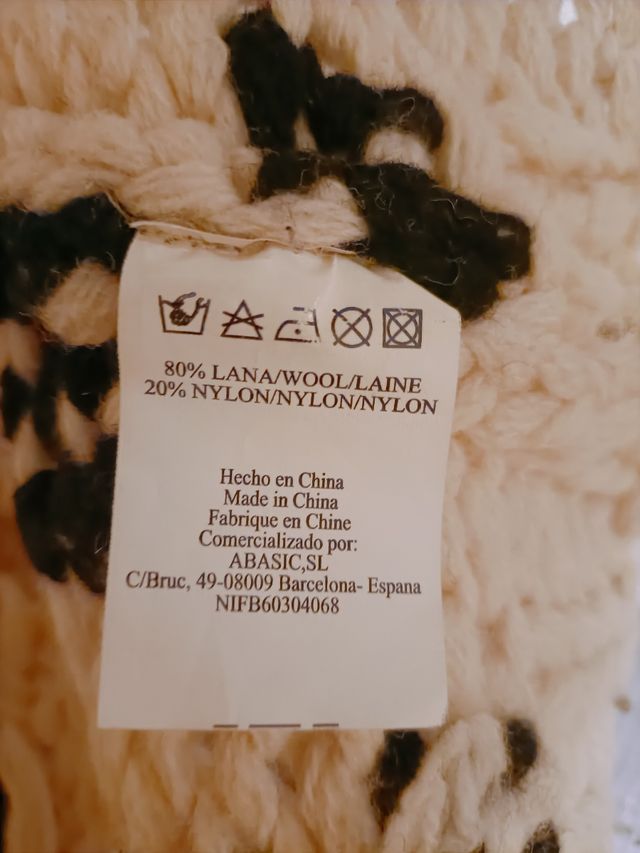 80% LANA/WOOL/LAINE
20% NYLON/NYLON/NYLON
Hecho en China
Made in China
Fabrique en Chine
Comercializado por:
ABASIC,SL
C/Bruc, 49-08009 Barcelona- Espana
NIFB60304068